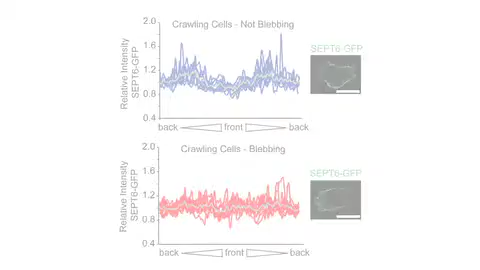 Crawling Cells - Not Blebbing
2.0
1.6
1.2
0.8
0.4
Relative Intensity
SEPT6-GFP
back front back
SEPT6-GFP
Crawling Cells - Blebbing
2.0
1.6
1.2
0.8
0.4
Relative Intensity
SEPT6-GFP
back front back
SEPT6-GFP